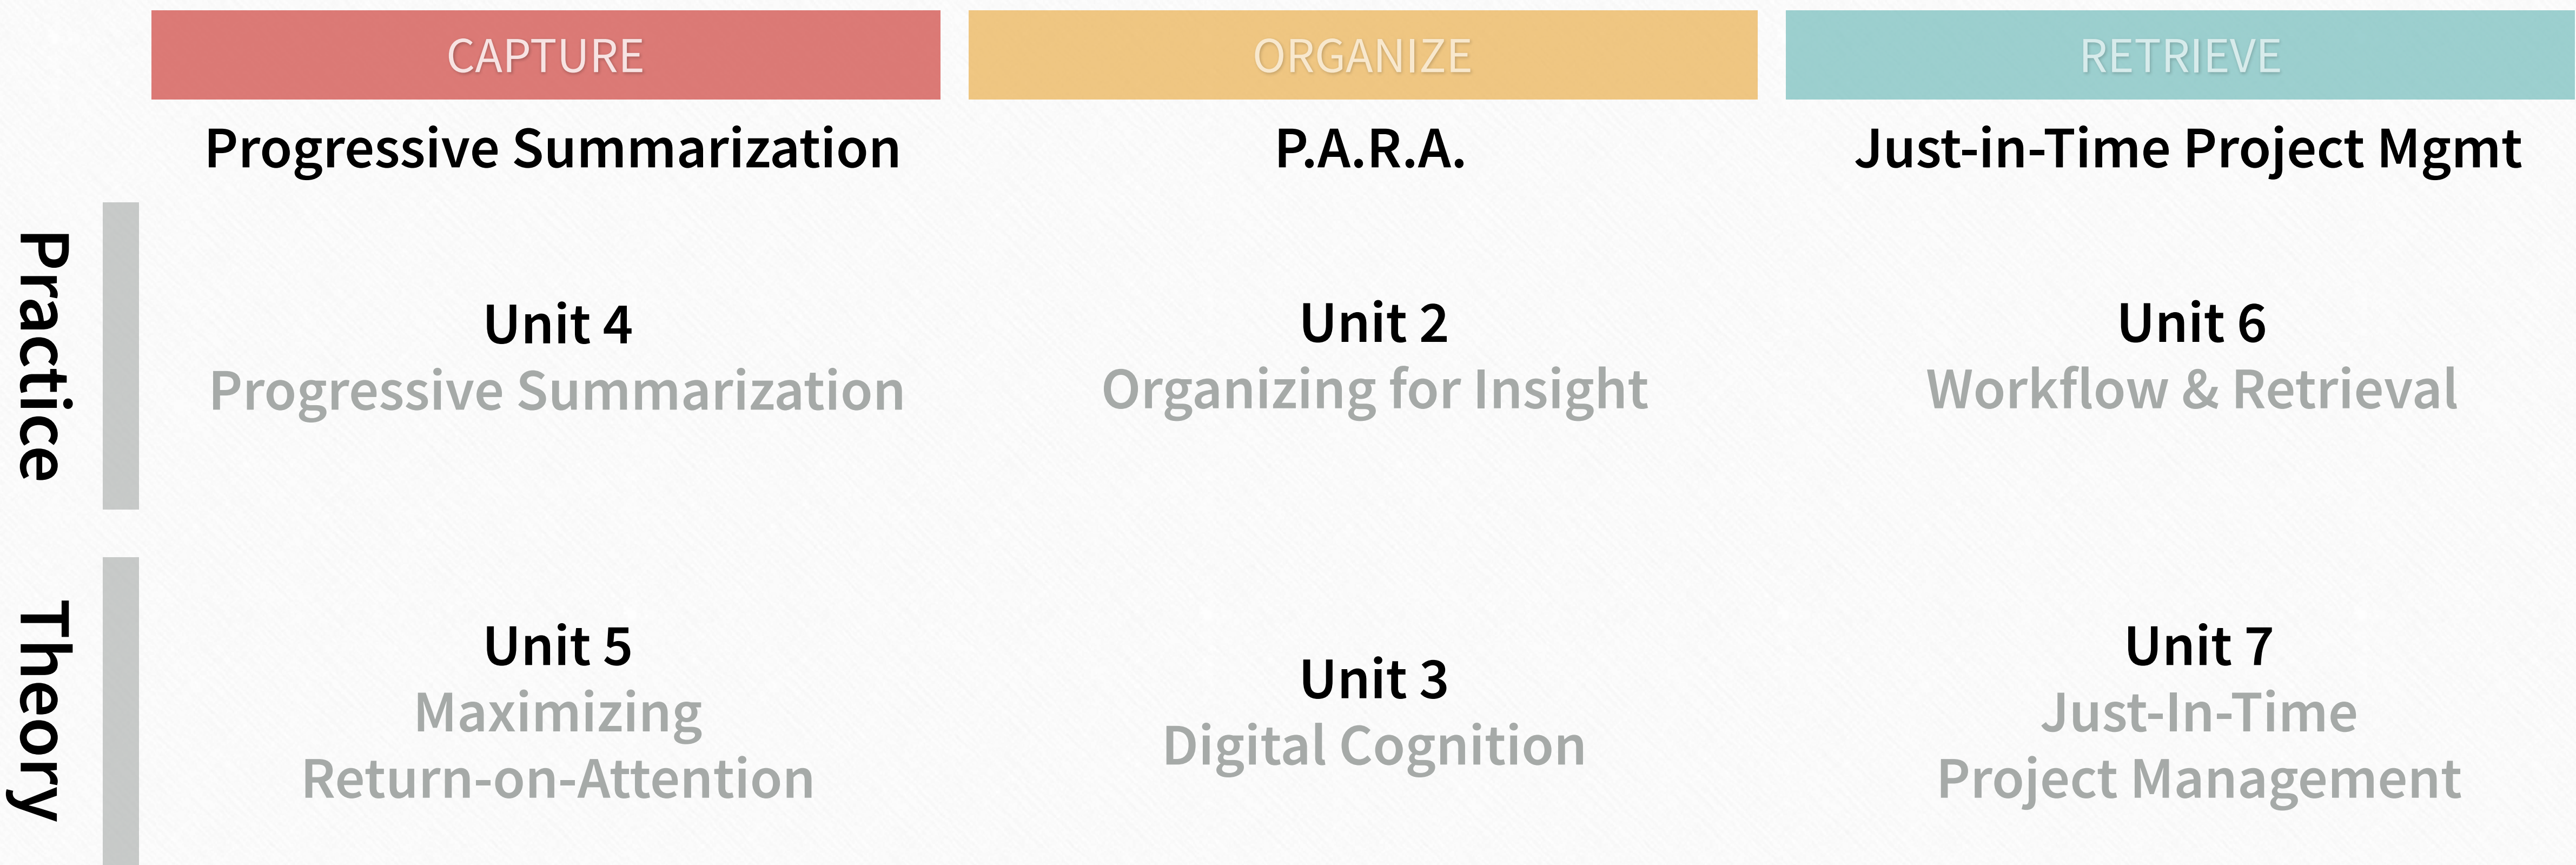 CAPTURE
ORGANIZE
RETRIEVE
Progressive Summarization
P.A.R.A.
Just-in-Time Project Mgmt
Practice
Unit 4
Progressive Summarization
Unit 2
Organizing for Insight
Unit 6
Workflow & Retrieval
Theory
Unit 5
Maximizing
Return-on-Attention
Unit 3
Digital Cognition
Unit 7
Just-In-Time
Project Management